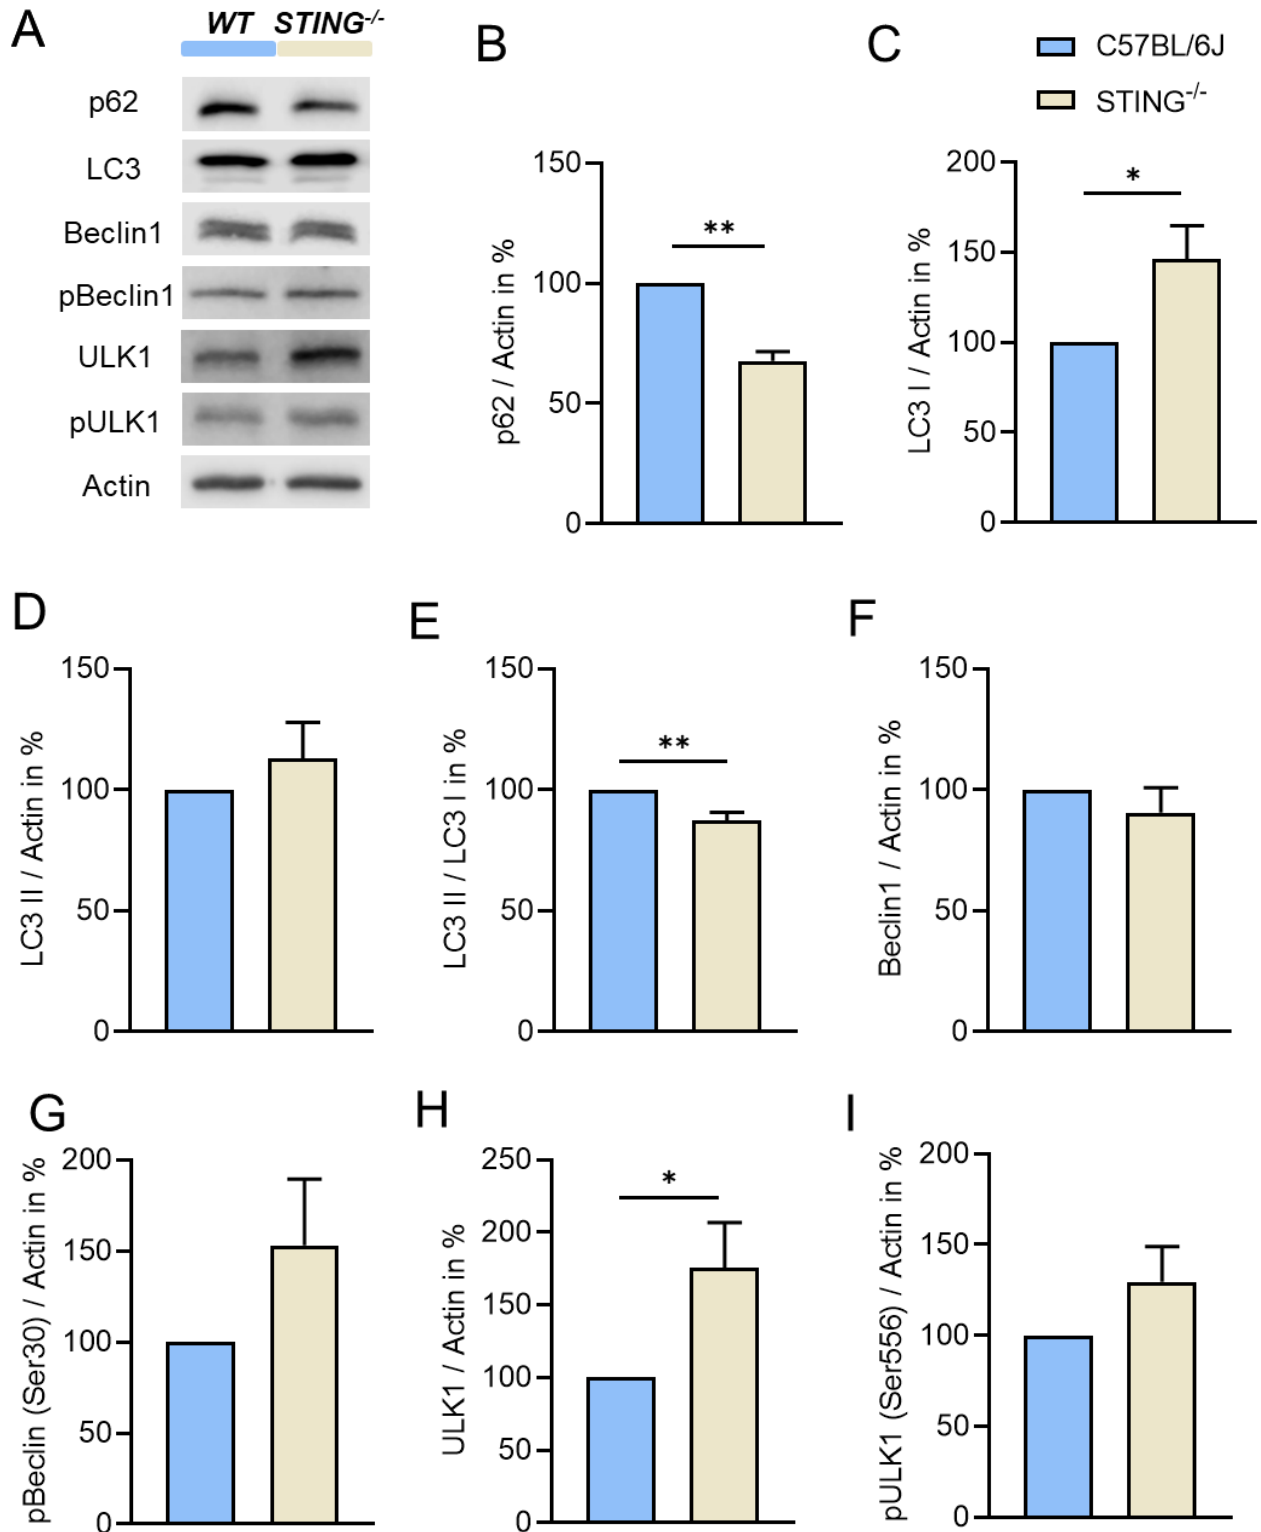 A
WT STING-/-
p62
LC3
Beclin1
pBeclin1
ULK1
pULK1
Actin
B
150
100
50
0
p62 / Actin in %
**
C
C57BL/6J
STING-/-
200
150
100
50
0
LC3 I / Actin in %
*
D
150
100
50
0
LC3 II / Actin in %
E
150
100
50
0
LC3 II / LC3 I in %
**
F
150
100
50
0
Beclin1 / Actin in %
G
200
150
100
50
0
pBeclin (Ser30) / Actin in %
H
250
200
150
100
50
0
ULK1 / Actin in %
*
I
200
150
100
50
0
pULK1 (Ser556) / Actin in %